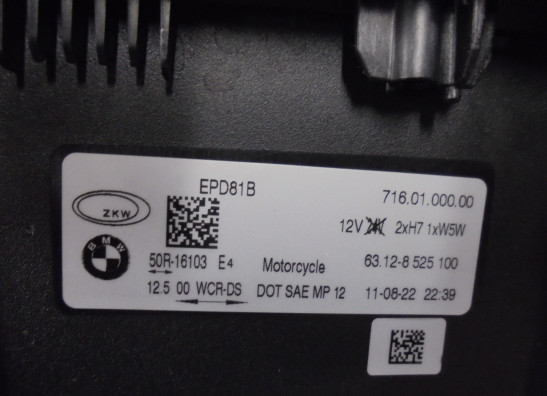 EPD81B
716.01.000.00
ZKW
12V 2xH7 1xW5W
BMW
50R-16103 E4 Motorcycle 63.12-8 525 100
12.5 00 WCR-DS DOT SAE MP 12 11-08-22 22:39